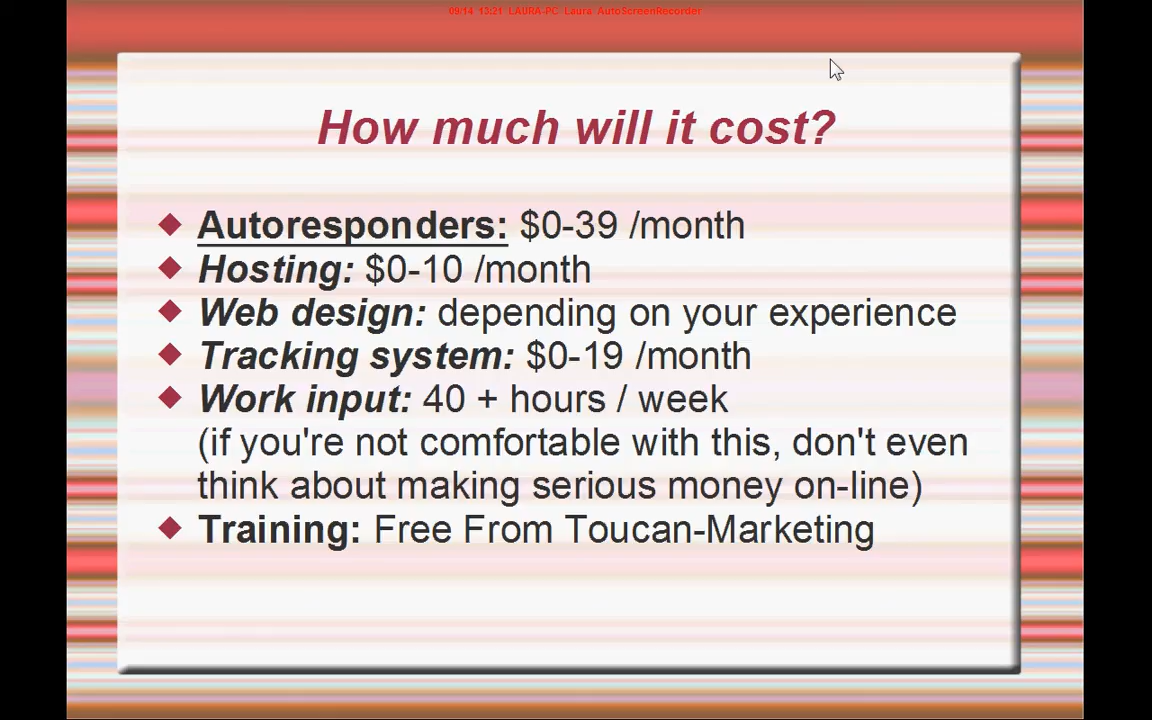 09/14 13:21 LAURA-PC Laura AutoScreenRecorder
How much will it cost?
Autoresponders: $0-39 /month
Hosting: $0-10 /month
Web design: depending on your experience
Tracking system: $0-19 /month
Work input: 40 + hours / week
(if you're not comfortable with this, don't even
think about making serious money on-line)
Training: Free From Toucan-Marketing